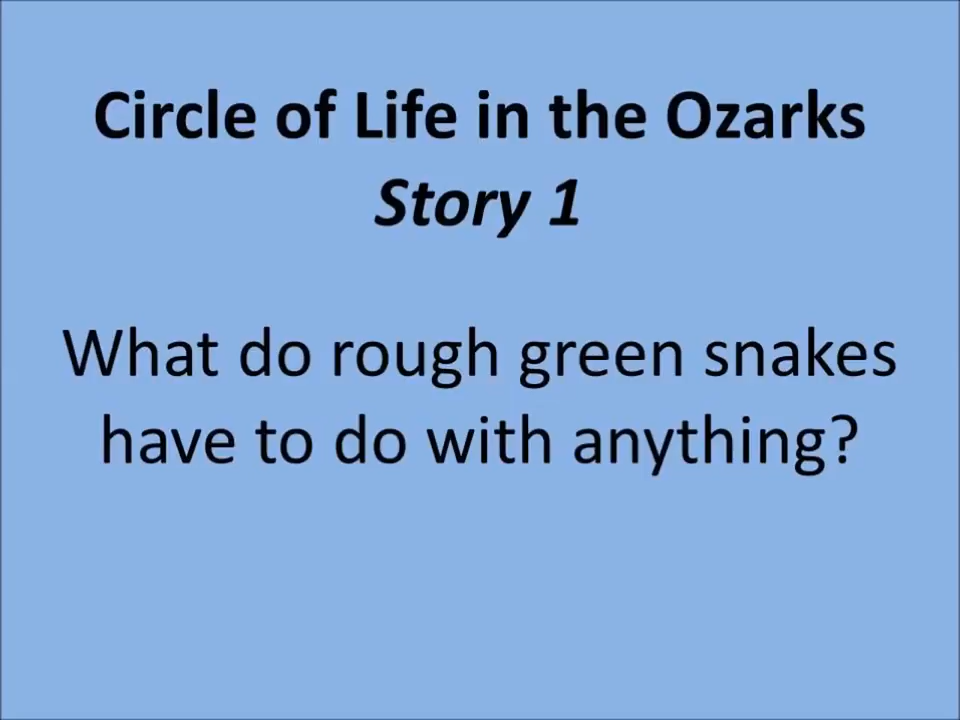 Circle of Life in the Ozarks
Story 1
What do rough green snakes
have to do with anything?